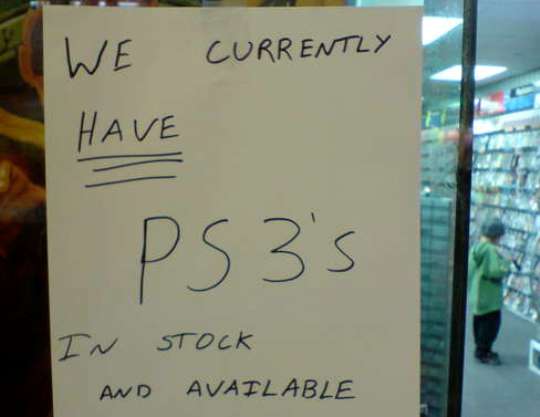 WE CURRENTLY
HAVE
PS3's
IN STOCK
AND AVAILABLE